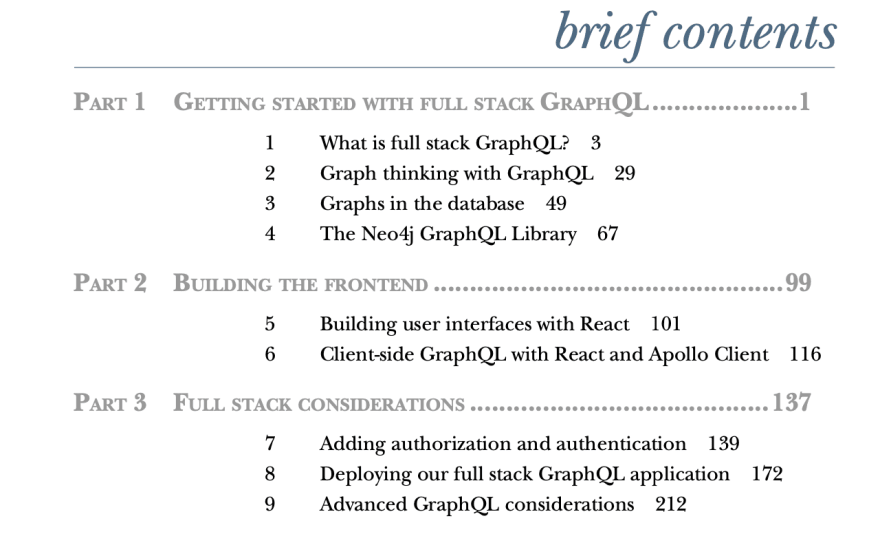 brief contents
PART 1 GETTING STARTED WITH FULL STACK GRAPHQL....................1
1 What is full stack GraphQL? 3
2 Graph thinking with GraphQL 29
3 Graphs in the database 49
4 The Neo4j GraphQL Library 67
PART 2 BUILDING THE FRONTEND ................................................99
5 Building user interfaces with React 101
6 Client-side GraphQL with React and Apollo Client 116
PART 3 FULL STACK CONSIDERATIONS .........................................137
7 Adding authorization and authentication 139
8 Deploying our full stack GraphQL application 172
9 Advanced GraphQL considerations 212